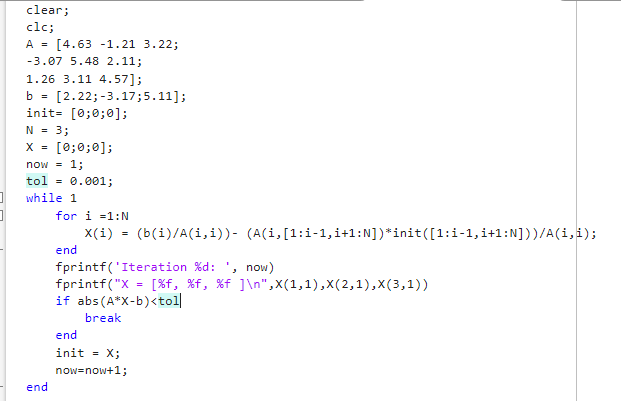 clear;
clc;
A = [4.63 -1.21 3.22;
-3.07 5.48 2.11;
1.26 3.11 4.57];
b = [2.22;-3.17;5.11];
init= [0;0;0];
N = 3;
X = [0;0;0];
now = 1;
tol = 0.001;
while 1
    for i =1:N
        X(i) = (b(i)/A(i,i))- (A(i,[1:i-1,i+1:N])*init([1:i-1,i+1:N]))/A(i,i);
    end
    fprintf('Iteration %d: ', now)
    fprintf("X = [%f, %f, %f ]\n",X(1,1),X(2,1),X(3,1))
    if abs(A*X-b)<tol
        break
    end
    init = X;
    now=now+1;
end